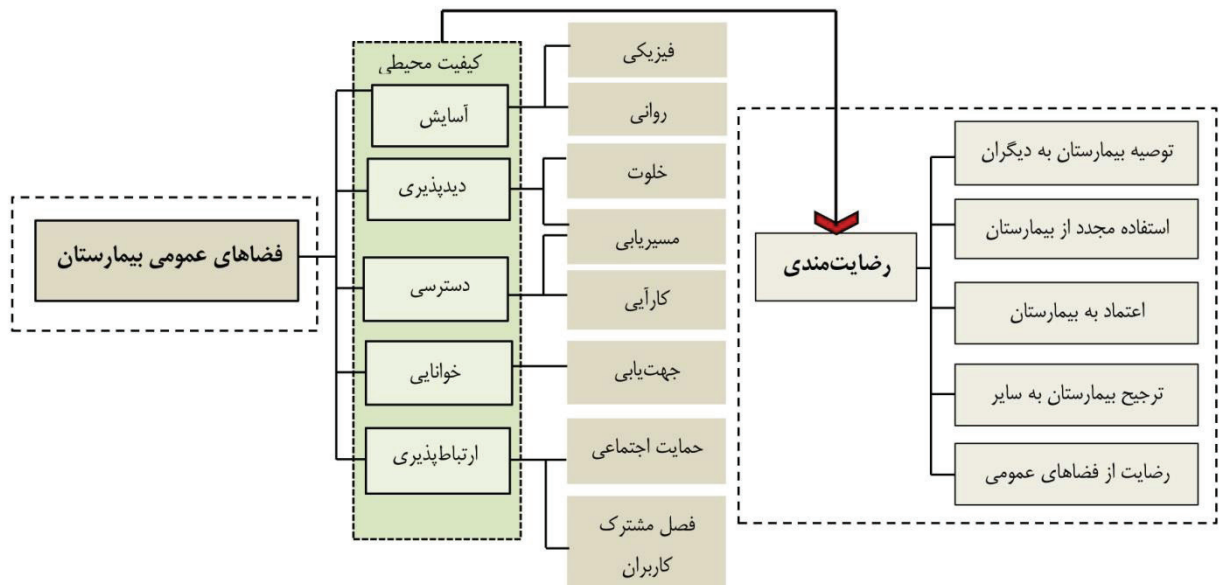 فضاهای عمومی بیمارستان
کیفیت محیطی
آسایش
دیدپذیری
دسترسی
خوانایی
ارتباط‌پذیری
فیزیکی
روانی
خلوت
مسیریابی
کارآیی
جهت‌یابی
حمایت اجتماعی
فصل مشترک
کاربران
رضایت‌مندی
توصیه بیمارستان به دیگران
استفاده مجدد از بیمارستان
اعتماد به بیمارستان
ترجیح بیمارستان به سایر
رضایت از فضاهای عمومی